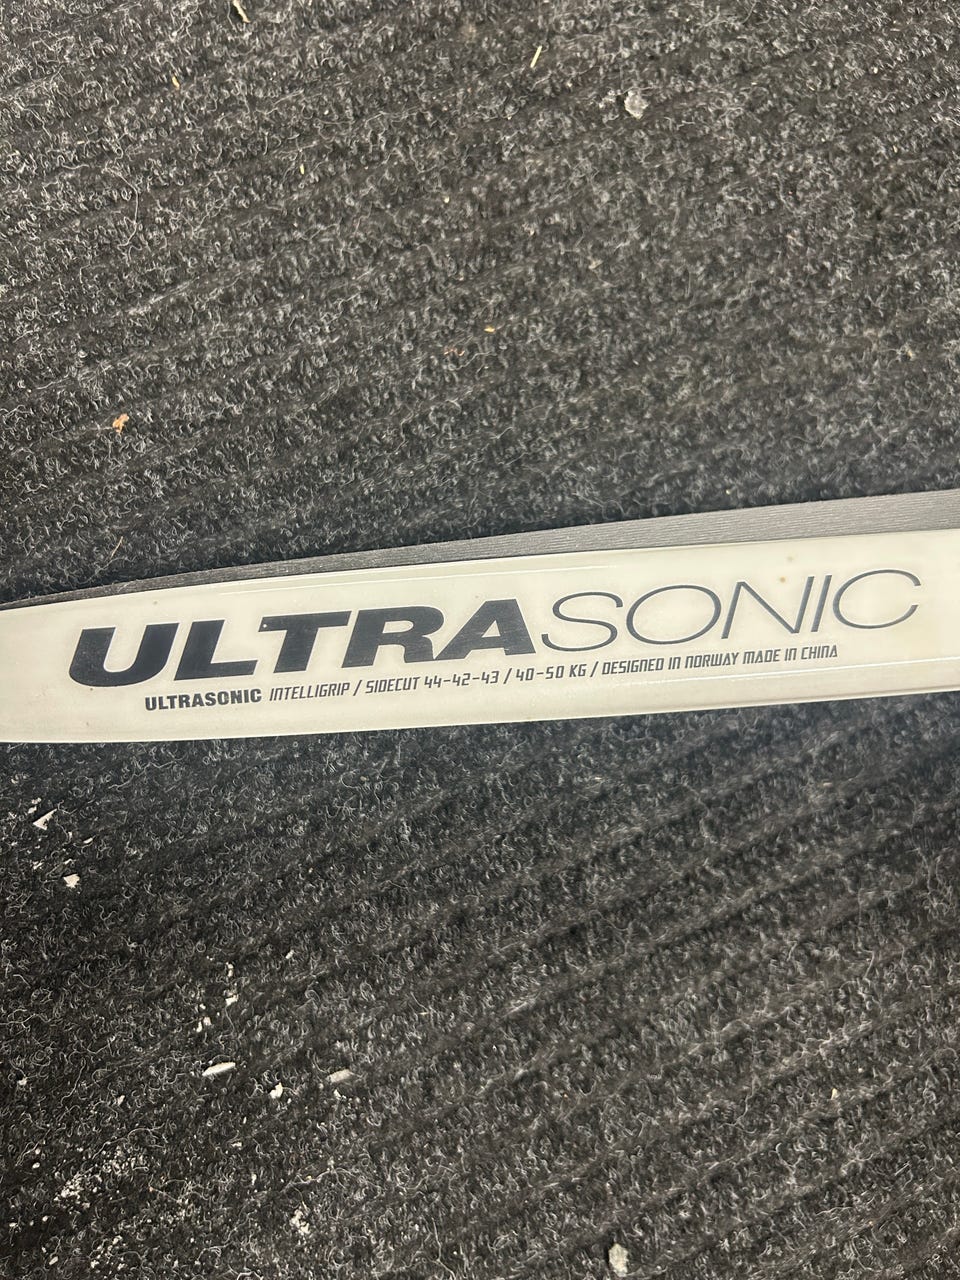 ULTRASONIC
ULTRASONIC INTELLIGRIP / SIDECUT 44-42-43 / 40-50 KG / DESIGNED IN NORWAY MADE IN CHINA